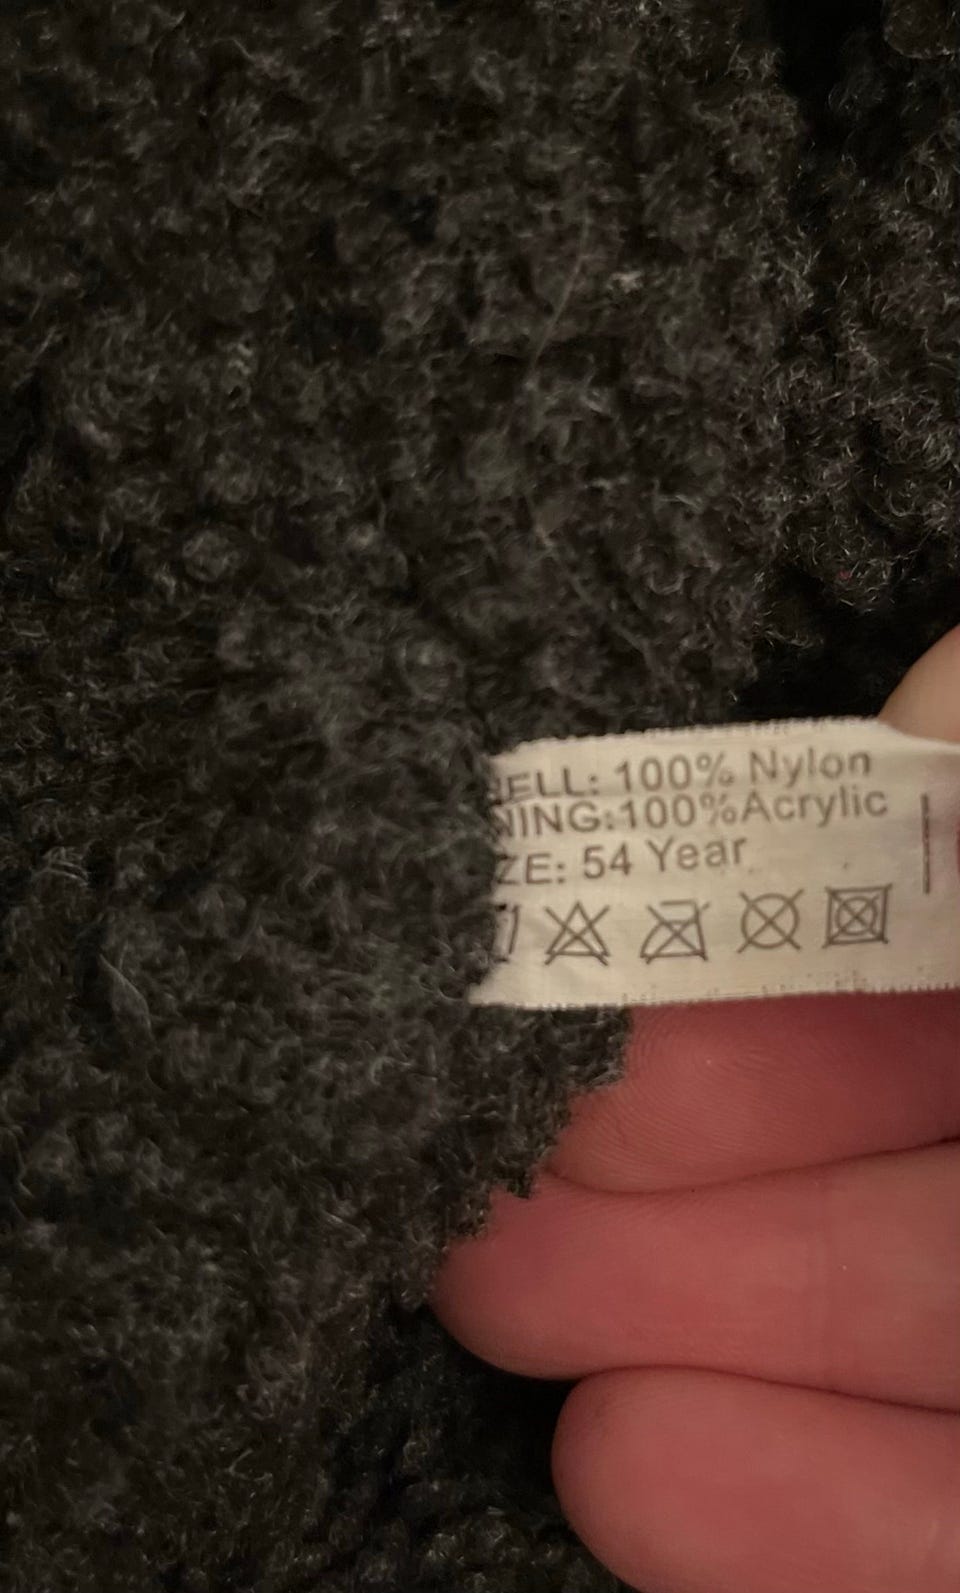 ELL: 100% Nylon
NING:100%Acrylic
ZE: 54 Year